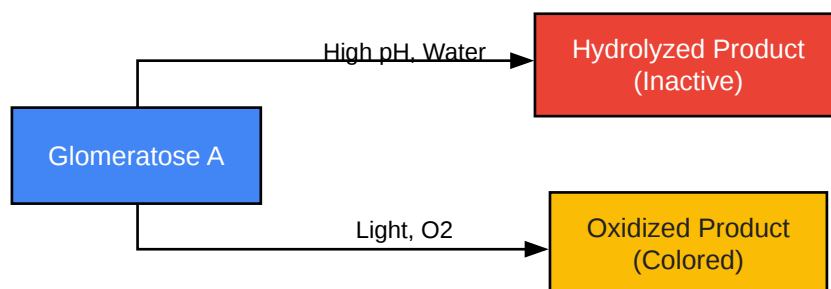 High pH, Water
Hydrolyzed Product
(Inactive)
Glomeratose A
Light, O2
Oxidized Product
(Colored)